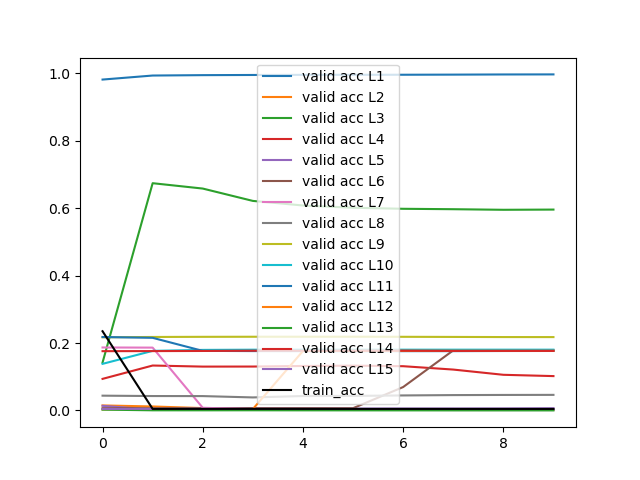 1.0
0.8
0.6
0.4
0.2
0.0
0
2
4
6
8
valid acc L1
valid acc L2
valid acc L3
valid acc L4
valid acc L5
valid acc L6
valid acc L7
valid acc L8
valid acc L9
valid acc L10
valid acc L11
valid acc L12
valid acc L13
valid acc L14
valid acc L15
train_acc